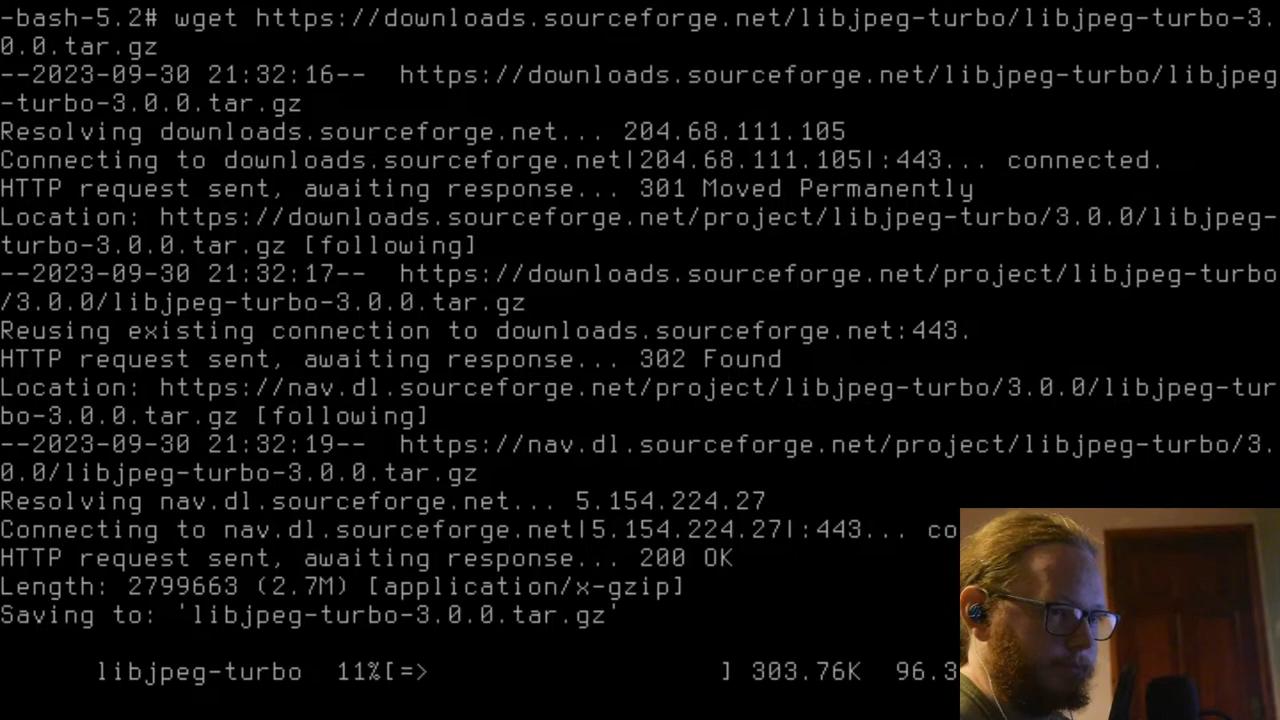 -bash-5.2# wget https://downloads.sourceforge.net/libjpeg-turbo/libjpeg-turbo-3.
0.0.tar.gz
--2023-09-30 21:32:16--  https://downloads.sourceforge.net/libjpeg-turbo/libjpeg
-turbo-3.0.0.tar.gz
Resolving downloads.sourceforge.net... 204.68.111.105
Connecting to downloads.sourceforge.net|204.68.111.105|:443... connected.
HTTP request sent, awaiting response... 301 Moved Permanently
Location: https://downloads.sourceforge.net/project/libjpeg-turbo/3.0.0/libjpeg-
turbo-3.0.0.tar.gz [following]
--2023-09-30 21:32:17--  https://downloads.sourceforge.net/project/libjpeg-turbo
/3.0.0/libjpeg-turbo-3.0.0.tar.gz
Reusing existing connection to downloads.sourceforge.net:443.
HTTP request sent, awaiting response... 302 Found
Location: https://nav.dl.sourceforge.net/project/libjpeg-turbo/3.0.0/libjpeg-tur
bo-3.0.0.tar.gz [following]
--2023-09-30 21:32:19--  https://nav.dl.sourceforge.net/project/libjpeg-turbo/3.
0.0/libjpeg-turbo-3.0.0.tar.gz
Resolving nav.dl.sourceforge.net... 5.154.224.27
Connecting to nav.dl.sourceforge.net|5.154.224.27|:443... co
HTTP request sent, awaiting response... 200 OK
Length: 2799663 (2.7M) [application/x-gzip]
Saving to: 'libjpeg-turbo-3.0.0.tar.gz'
libjpeg-turbo  11%[=>                  ] 303.76K  96.3